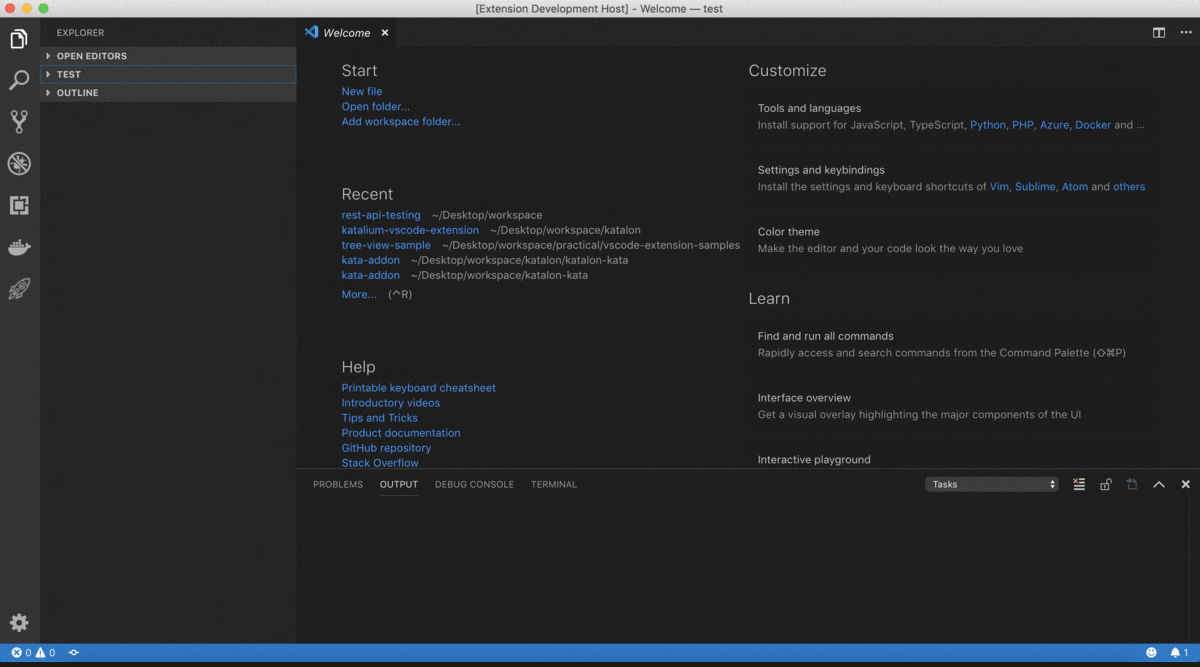 [Extension Development Host] - Welcome — test
EXPLORER
OPEN EDITORS
TEST
OUTLINE
Welcome
Start
New file
Open folder...
Add workspace folder...
Recent
rest-api-testing ~/Desktop/workspace
katalium-vscode-extension ~/Desktop/workspace/katalon
tree-view-sample ~/Desktop/workspace/practical/vscode-extension-samples
kata-addon ~/Desktop/workspace/katalon/katalon-kata
kata-addon ~/Desktop/workspace/katalon-kata
More... (^R)
Help
Printable keyboard cheatsheet
Introductory videos
Tips and Tricks
Product documentation
GitHub repository
Stack Overflow
Customize
Tools and languages
Install support for JavaScript, TypeScript, Python, PHP, Azure, Docker and ...
Settings and keybindings
Install the settings and keyboard shortcuts of Vim, Sublime, Atom and others
Color theme
Make the editor and your code look the way you love
Learn
Find and run all commands
Rapidly access and search commands from the Command Palette (⇧⌘P)
Interface overview
Get a visual overlay highlighting the major components of the UI
Interactive playground
PROBLEMS OUTPUT DEBUG CONSOLE TERMINAL Tasks
0 0 1